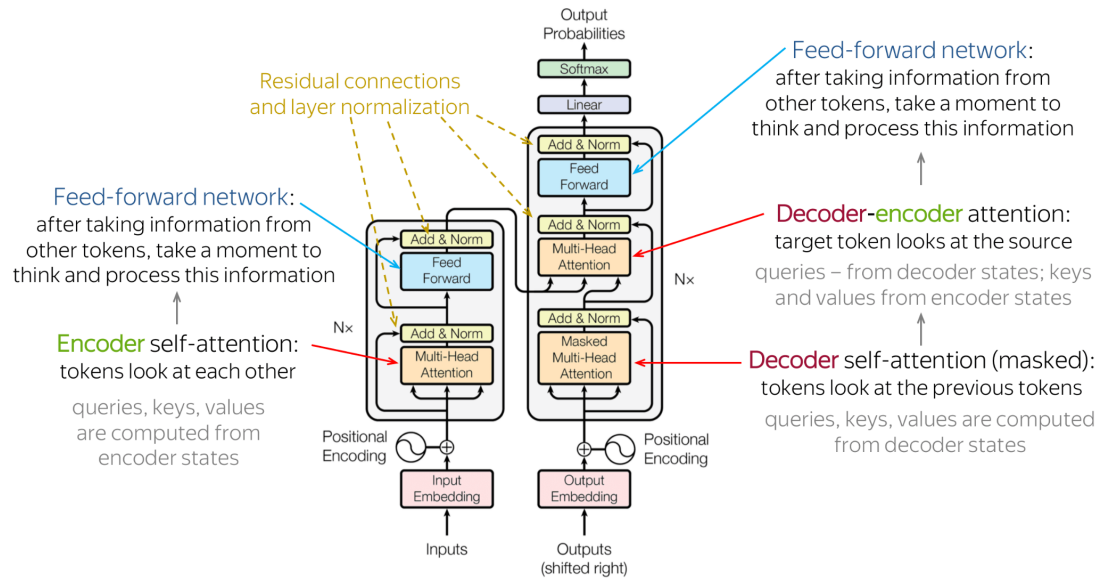 Output
Probabilities
Softmax
Linear
Add & Norm
Feed
Forward
Add & Norm
Multi-Head
Attention
Nx
Add & Norm
Masked
Multi-Head
Attention
Positional
Encoding
Output
Embedding
Outputs
(shifted right)
Add & Norm
Feed
Forward
Nx
Add & Norm
Multi-Head
Attention
Positional
Encoding
Input
Embedding
Inputs
Residual connections
and layer normalization
Feed-forward network:
after taking information from
other tokens, take a moment to
think and process this information
Encoder self-attention:
tokens look at each other
queries, keys, values
are computed from
encoder states
Feed-forward network:
after taking information from
other tokens, take a moment to
think and process this information
Decoder-encoder attention:
target token looks at the source
queries – from decoder states; keys
and values from encoder states
Decoder self-attention (masked):
tokens look at the previous tokens
queries, keys, values are computed
from decoder states